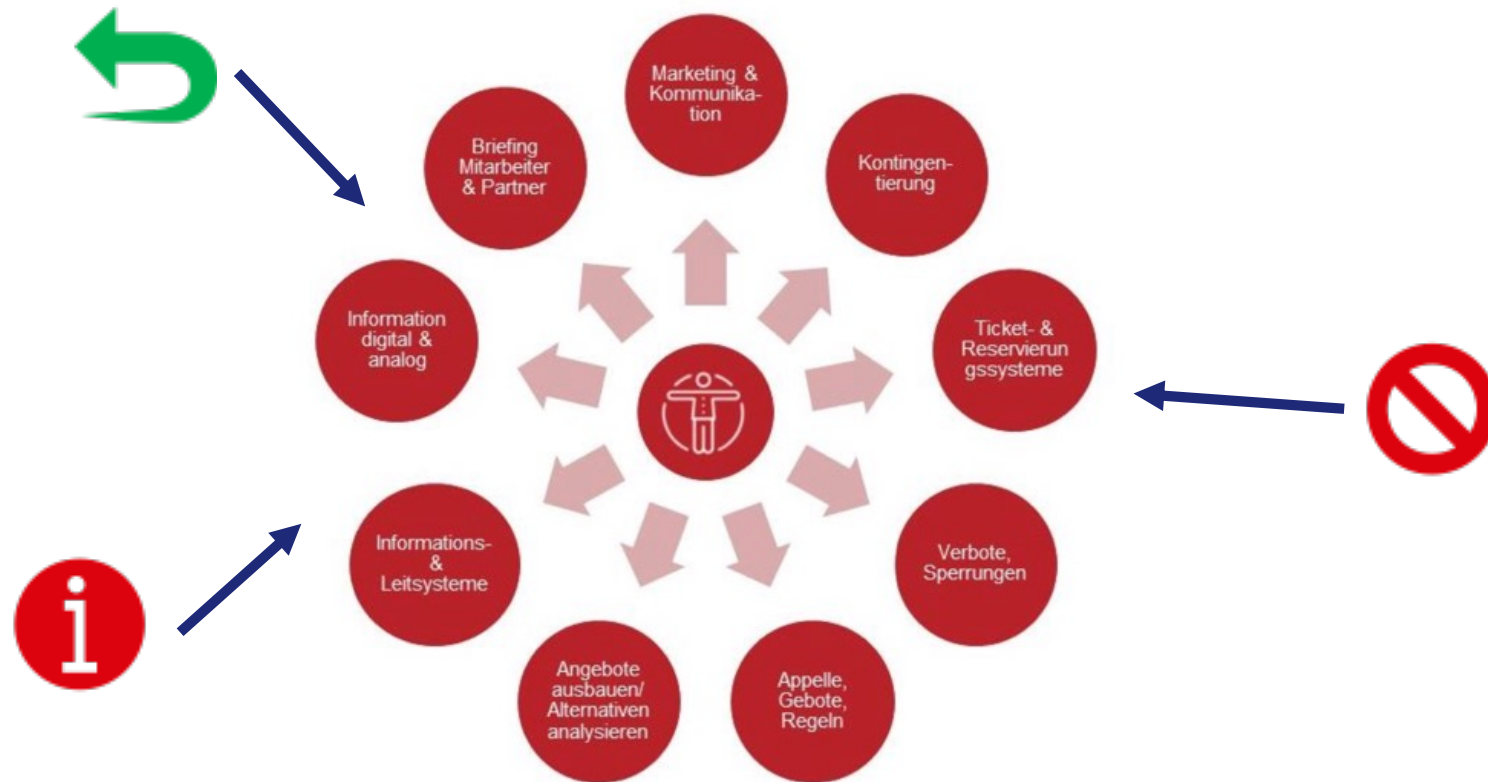 Marketing &
Kommunika-
tion
Kontingen-
tierung
Ticket- &
Reservierun
gssysteme
Verbote,
Sperrungen
Appelle,
Gebote,
Regeln
Angebote
ausbauen/
Alternativen
analysieren
Informations-
&
Leitsysteme
Information
digital &
analog
Briefing
Mitarbeiter
& Partner
i